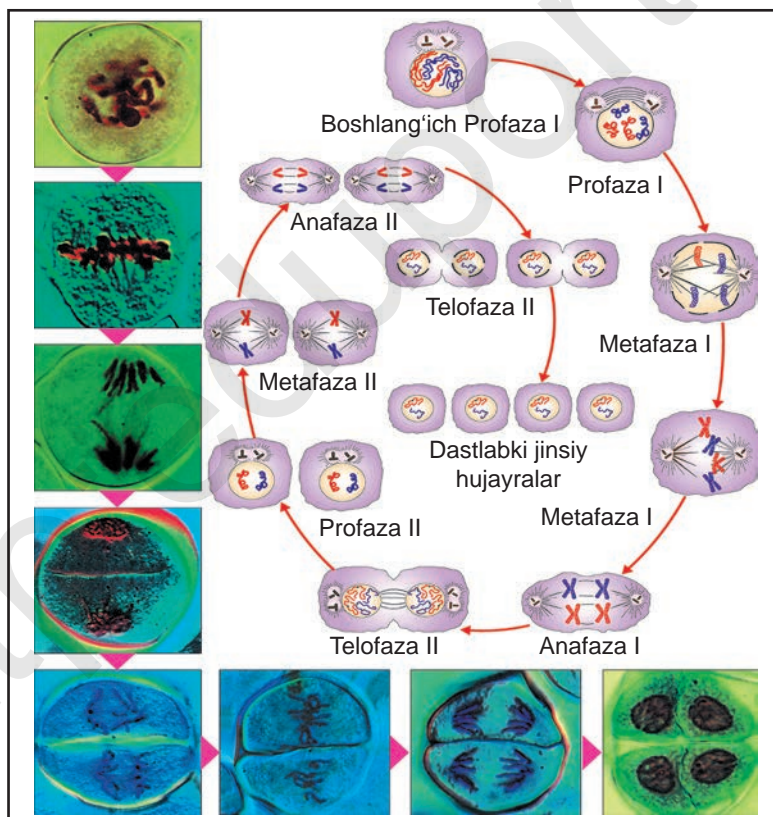 Boshlang‘ich Profaza I
Profaza I
Metafaza I
Metafaza I
Anafaza I
Telofaza II
Profaza II
Metafaza II
Anafaza II
Telofaza II
Dastlabki jinsiy
hujayralar